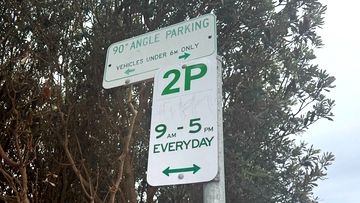 90° ANGLE PARKING
VEHICLES UNDER 6M ONLY
2P
9AM - 5PM
EVERYDAY